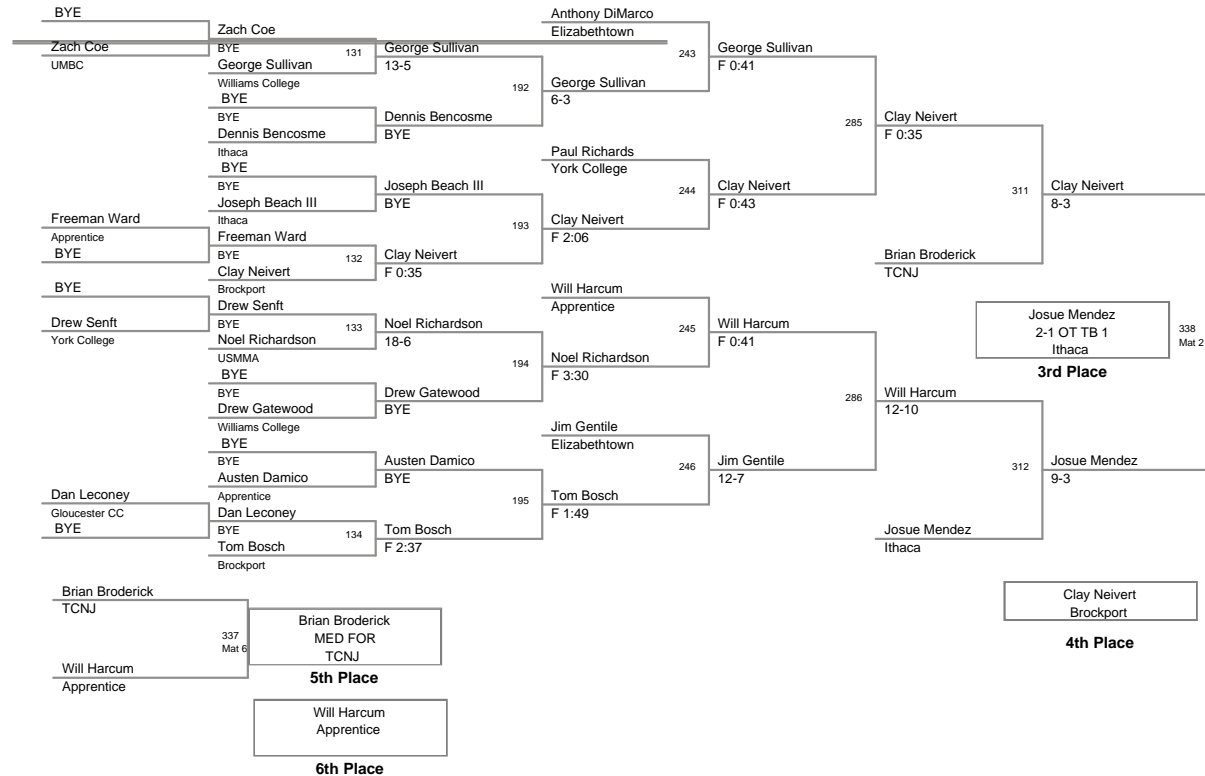 BYE
Zach Coe
UMBC
Freeman Ward
Apprentice
BYE
BYE
Drew Senft
York College
Dan Leconey
Gloucester CC
BYE
Zach Coe
BYE
George Sullivan
Williams College
BYE
BYE
Dennis Bencosme
Ithaca
BYE
BYE
Joseph Beach III
Ithaca
Freeman Ward
BYE
Clay Neivert
Brockport
Drew Senft
BYE
Noel Richardson
USMMA
BYE
BYE
Drew Gatewood
Williams College
BYE
BYE
Austen Damico
Apprentice
Dan Leconey
BYE
Tom Bosch
Brockport
131
132
133
134
George Sullivan
13-5
Dennis Bencosme
BYE
Joseph Beach III
BYE
Clay Neivert
F 0:35
Noel Richardson
18-6
Drew Gatewood
BYE
Austen Damico
BYE
Tom Bosch
F 2:37
192
193
194
195
Anthony DiMarco
Elizabethtown
George Sullivan
6-3
Paul Richards
York College
Clay Neivert
F 2:06
Will Harcum
Apprentice
Noel Richardson
F 3:30
Jim Gentile
Elizabethtown
Tom Bosch
F 1:49
243
244
245
246
George Sullivan
F 0:41
Clay Neivert
F 0:43
Will Harcum
F 0:41
Jim Gentile
12-7
285
286
Clay Neivert
F 0:35
Brian Broderick
TCNJ
Will Harcum
12-10
Josue Mendez
Ithaca
311
312
Clay Neivert
8-3
Josue Mendez
9-3
Josue Mendez
2-1 OT TB 1
Ithaca
338
Mat 2
3rd Place
Clay Neivert
Brockport
4th Place
Brian Broderick
TCNJ
Will Harcum
Apprentice
337
Mat 6
Brian Broderick
MED FOR
TCNJ
5th Place
Will Harcum
Apprentice
6th Place